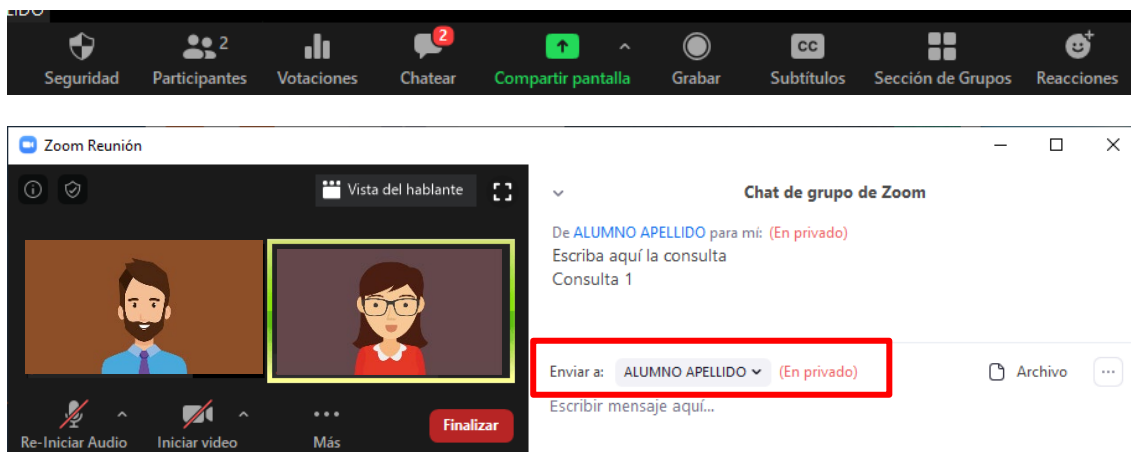 2
2
Seguridad Participantes Votaciones Chatear Compartir pantalla Grabar Subtítulos Sección de Grupos Reacciones
CC
Zoom Reunión
Vista del hablante
Chat de grupo de Zoom
De ALUMNO APELLIDO para mí: (En privado)
Escriba aquí la consulta
Consulta 1
Enviar a: ALUMNO APELLIDO (En privado)
Archivo
Escribir mensaje aquí...
Re-Iniciar Audio Iniciar video Más
Finalizar